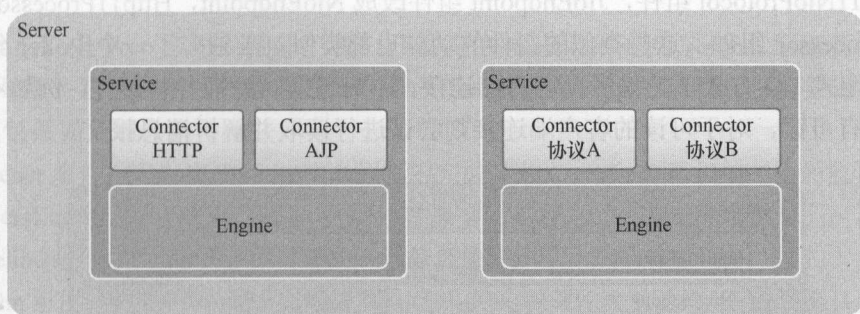 Server
Service
Connector
HTTP
Connector
AJP
Engine
Service
Connector
协议A
Connector
协议B
Engine